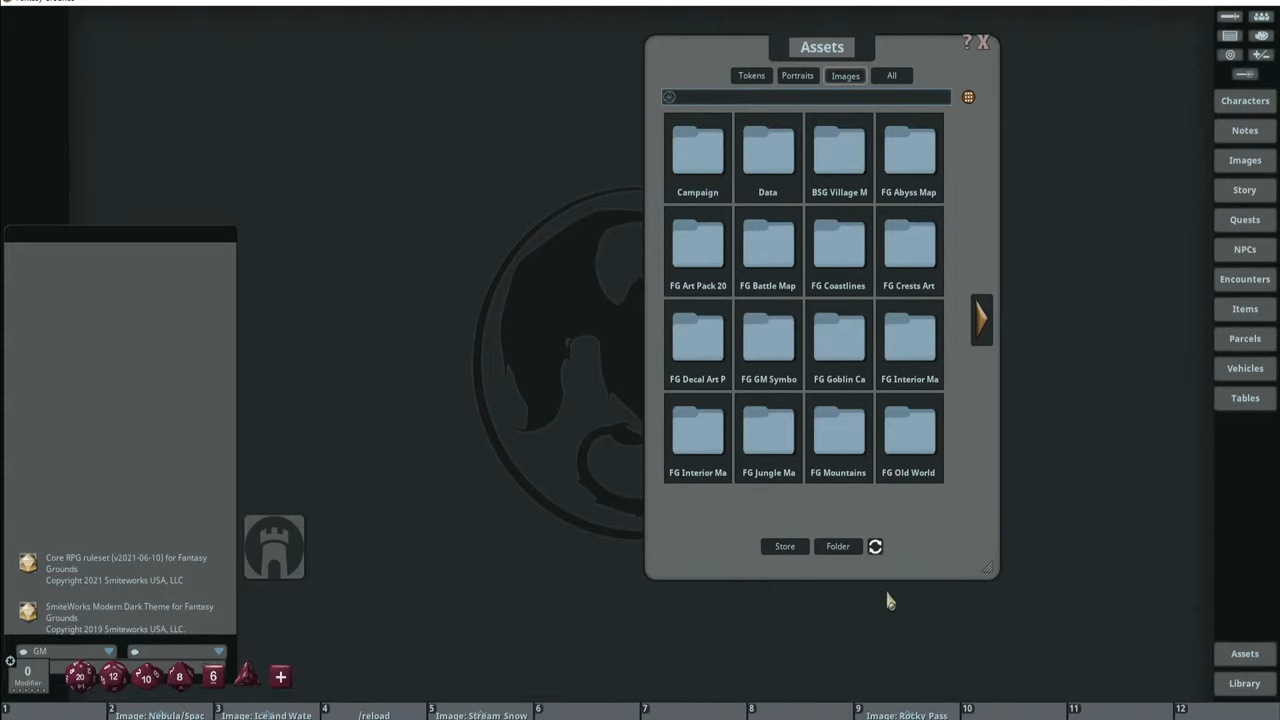 Assets
? X
Tokens Portraits Images All
Campaign Data BSG Village M FG Abyss Map
FG Art Pack 20 FG Battle Map FG Coastlines FG Crests Art
FG Decal Art P FG GM Symbo FG Goblin Ca FG Interior Ma
FG Interior Ma FG Jungle Ma FG Mountains FG Old World
Store Folder
Characters
Notes
Images
Story
Quests
NPCs
Encounters
Items
Parcels
Vehicles
Tables
Assets
Library
Core RPG ruleset (v2021-06-10) for Fantasy
Grounds
Copyright 2021 Smiteworks USA, LLC
SmiteWorks Modern Dark Theme for Fantasy
Grounds
Copyright 2019 Smiteworks USA, LLC.
GM
0
Modifier
20 12 10 8 6 +
1 2 3 4 5 6 7 8 9 10 11 12
Image: Nebula/Spac Image: Ice and Wate /reload Image: Stream Snow Image: Rocky Pass